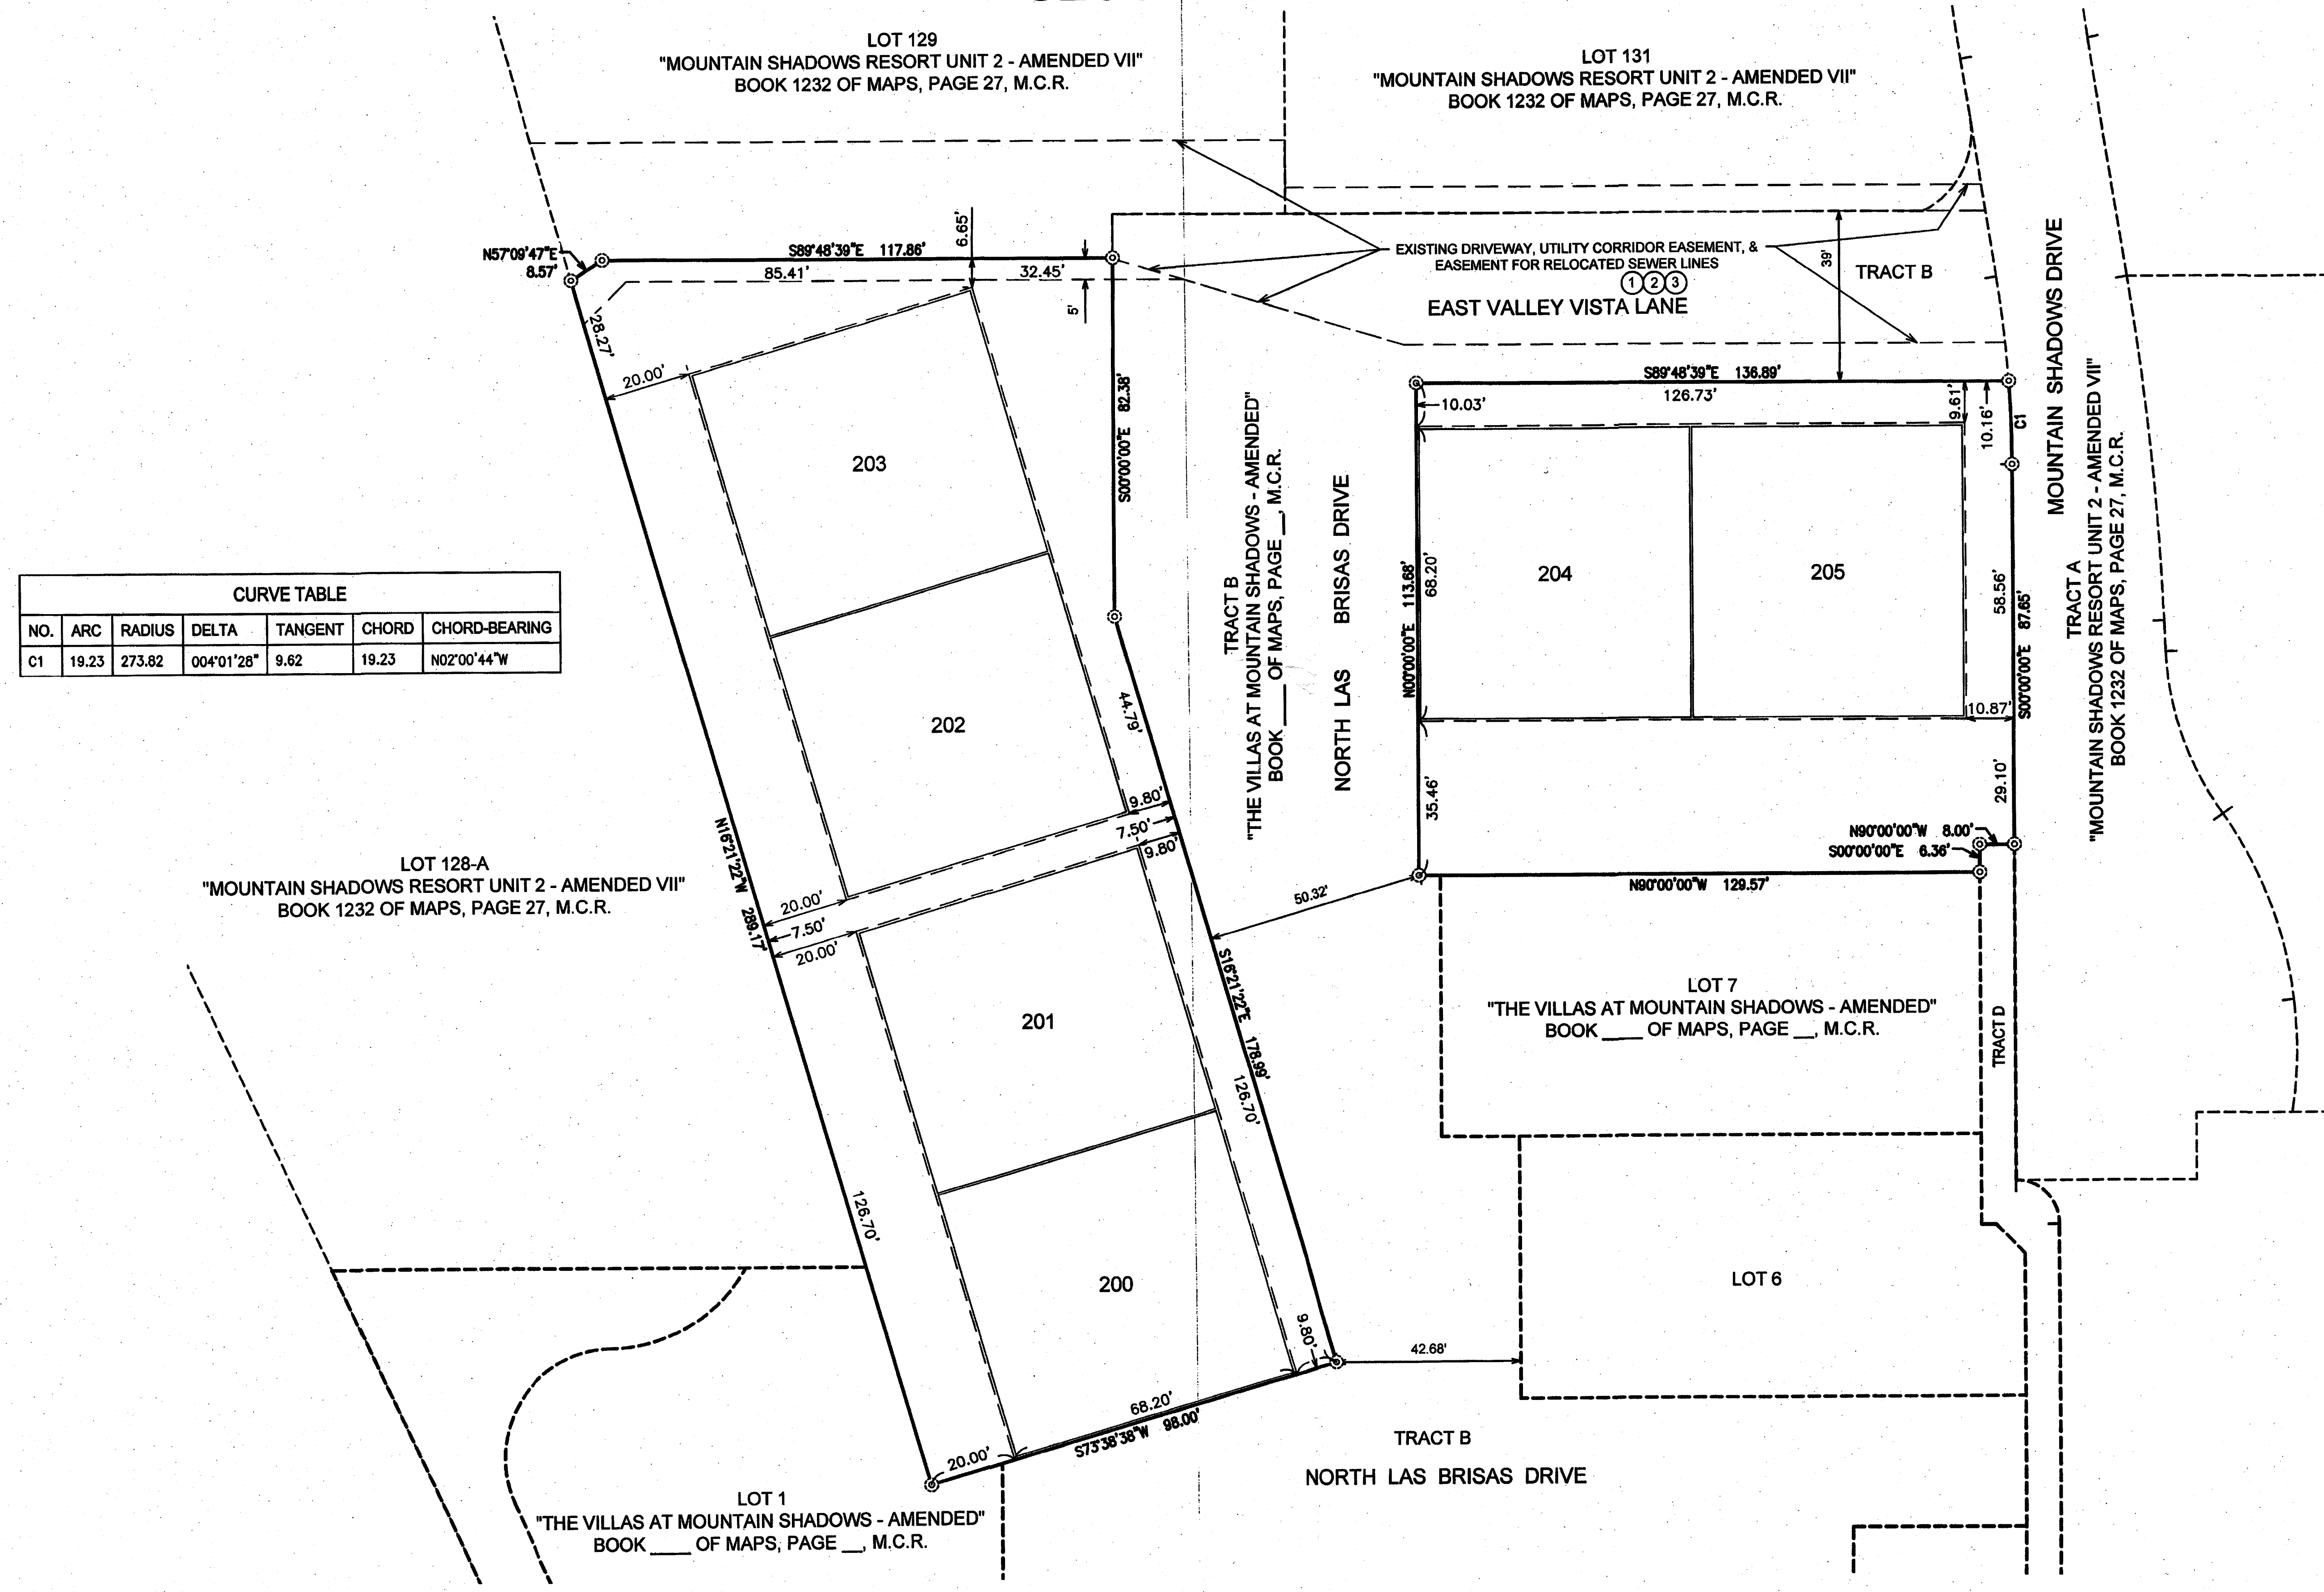 LOT 129
"MOUNTAIN SHADOWS RESORT UNIT 2 - AMENDED VII"
BOOK 1232 OF MAPS, PAGE 27, M.C.R.
LOT 131
"MOUNTAIN SHADOWS RESORT UNIT 2 - AMENDED VII"
BOOK 1232 OF MAPS, PAGE 27, M.C.R.
N57°09'47"E
8.57'
S89°48'39"E 117.86'
85.41'
6.65'
32.45'
5'
EXISTING DRIVEWAY, UTILITY CORRIDOR EASEMENT, &
EASEMENT FOR RELOCATED SEWER LINES
1 2 3
EAST VALLEY VISTA LANE
39'
TRACT B
MOUNTAIN SHADOWS DRIVE
28.27'
20.00'
S00°00'00"E 82.38'
S89°48'39"E 136.89'
126.73'
10.03'
9.61'
10.16'
C1
203
202
204
205
TRACT B
"THE VILLAS AT MOUNTAIN SHADOWS - AMENDED"
BOOK ____ OF MAPS, PAGE __, M.C.R.
NORTH LAS BRISAS DRIVE
N00°00'00"E 113.68'
68.20'
58.56'
S00°00'00"E 87.65'
10.87'
TRACT A
"MOUNTAIN SHADOWS RESORT UNIT 2 - AMENDED VII"
BOOK 1232 OF MAPS, PAGE 27, M.C.R.
CURVE TABLE
NO. ARC RADIUS DELTA TANGENT CHORD CHORD-BEARING
C1 19.23 273.82 004°01'28" 9.62 19.23 N02°00'44"W
44.79'
9.80'
7.50'
9.80'
35.46'
29.10'
N90°00'00"W 8.00'
S00°00'00"E 6.36'
N90°00'00"W 129.57'
50.32'
LOT 128-A
"MOUNTAIN SHADOWS RESORT UNIT 2 - AMENDED VII"
BOOK 1232 OF MAPS, PAGE 27, M.C.R.
N16°21'22"W 289.17'
20.00'
7.50'
20.00'
201
S16°21'22"E 178.99'
126.70'
LOT 7
"THE VILLAS AT MOUNTAIN SHADOWS - AMENDED"
BOOK ____ OF MAPS, PAGE __, M.C.R.
TRACT D
126.70'
200
LOT 6
9.80'
42.68'
68.20'
S73°38'38"W 98.00'
20.00'
TRACT B
NORTH LAS BRISAS DRIVE
LOT 1
"THE VILLAS AT MOUNTAIN SHADOWS - AMENDED"
BOOK ____ OF MAPS, PAGE __, M.C.R.